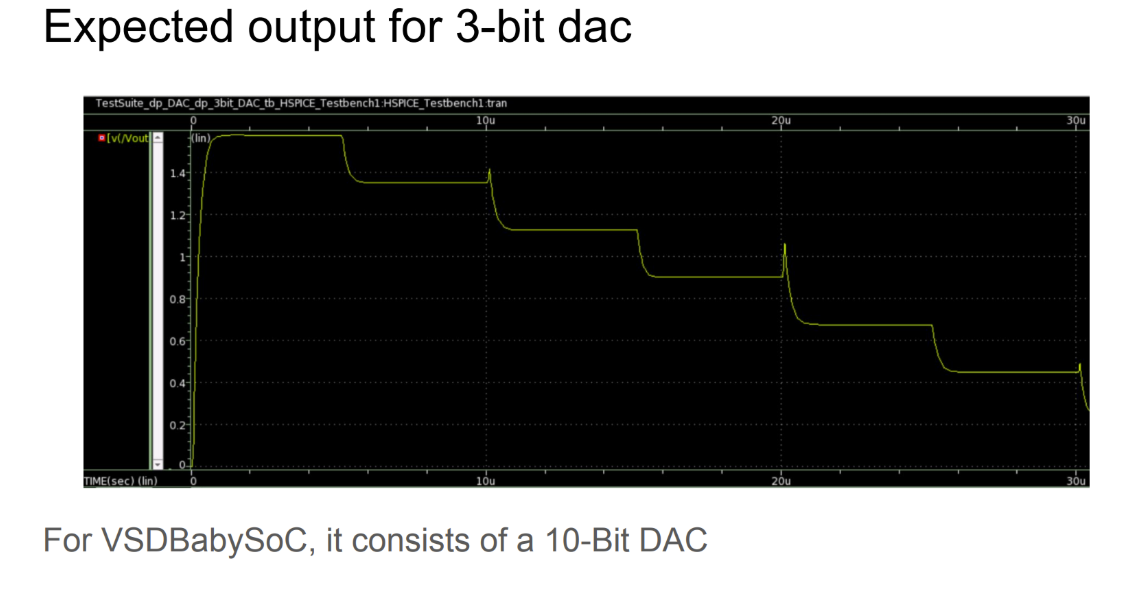 Expected output for 3-bit dac
TestSuite_dp_DAC_dp_3bit_DAC_tb_HSPICE_Testbench1:HSPICE_Testbench1:tran
0 10u 20u 30u
[v(/Vout (lin)
1.4
1.2
1
0.8
0.6
0.4
0.2
0
TIME(sec) (lin) 0 10u 20u 30u
For VSDBabySoC, it consists of a 10-Bit DAC